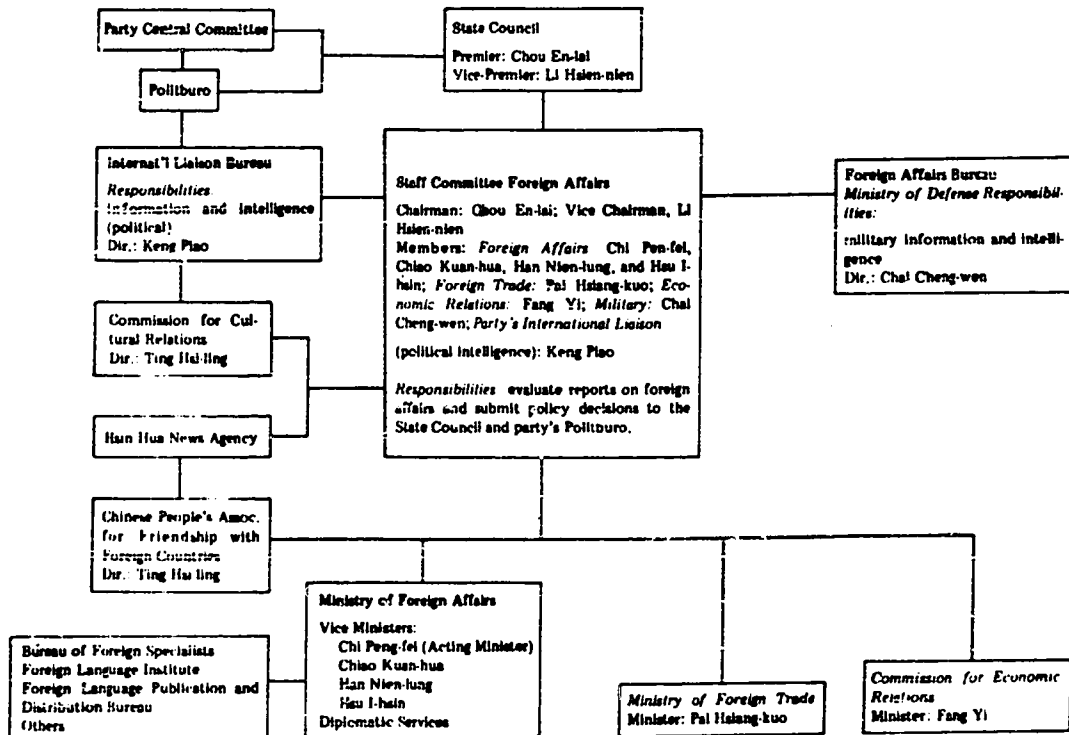 Party Central Committee
Politburo
State Council
Premier: Chou En-lai
Vice-Premier: Li Hsien-nien
Internat'l Liaison Bureau
Responsibilities
Information and intelligence
(political)
Dir.: Keng Piao
Staff Committee Foreign Affairs
Chairman: Chou En-lai; Vice Chairman, Li
Hsien-nien
Members: Foreign Affairs Chi Pen-fei,
Chiao Kuan-hua, Han Nien-lung, and Hsu I-
hsin; Foreign Trade: Pai Hsiang-kuo; Eco-
nomic Relations: Fang Yi; Military: Chai
Cheng-wen; Party's International Liaison
(political intelligence): Keng Piao
Responsibilities evaluate reports on foreign
affairs and submit policy decisions to the
State Council and party's Politburo.
Foreign Affairs Bureau
Ministry of Defense Responsibil-
ities:
military information and intelli-
gence
Dir.: Chai Cheng-wen
Commission for Cul-
tural Relations
Dir.: Ting Hsi-ling
Hsin Hua News Agency
Chinese People's Assoc.
for Friendship with
Foreign Countries
Dir.: Ting Hsi-ling
Bureau of Foreign Specialists
Foreign Language Institute
Foreign Language Publication and
Distribution Bureau
Others
Ministry of Foreign Affairs
Vice Ministers:
Chi Peng-fei (Acting Minister)
Chiao Kuan-hua
Han Nien-lung
Hsu I-hsin
Diplomatic Services
Ministry of Foreign Trade
Minister: Pai Hsiang-kuo
Commission for Economic
Relations
Minister: Fang Yi